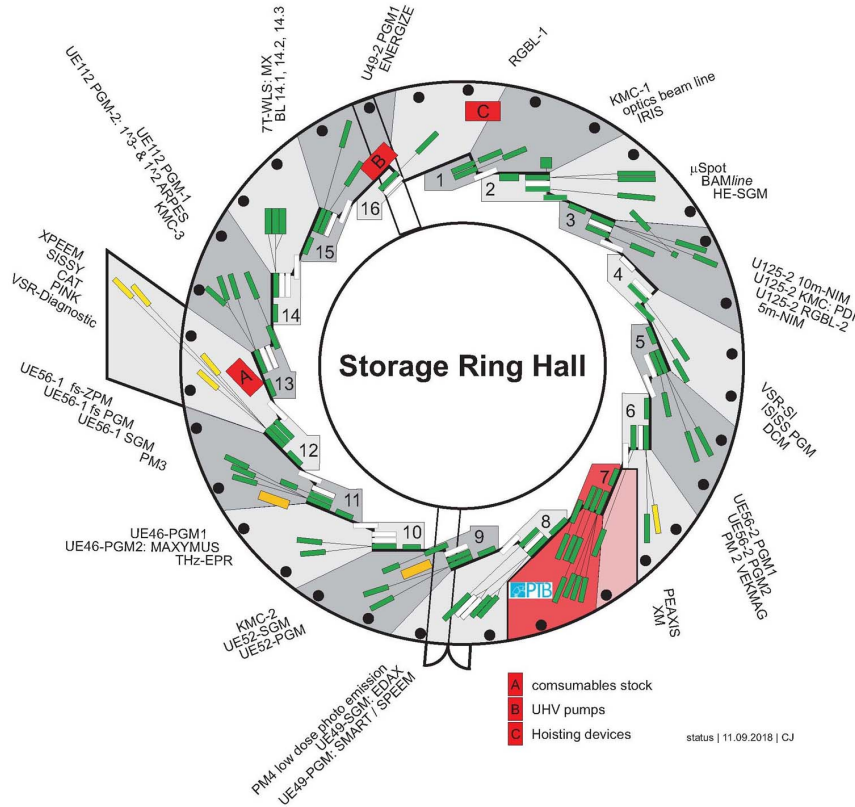 U49-2 PGM1
ENERGIZE
RGBL-1
7T-WLS: MX
BL 14.1, 14.2, 14.3
KMC-1
optics beam line
IRIS
UE112 PGM-1
UE112 PGM-2: 1^3- & 1^2 ARPES
KMC-3
µSpot
BAMline
HE-SGM
XPEEM
SISSY
CAT
PINK
VSR-Diagnostic
U125-2 10m-NIM
U125-2 KMC: PDI
U125-2 RGBL-2
5m-NIM
UE56-1 fs-ZPM
UE56-1 fs PGM
UE56-1 SGM
PM3
VSR-SI
ISISS PGM
DCM
UE46-PGM1
UE46-PGM2: MAXYMUS
THz-EPR
UE56-2 PGM1
UE56-2 PGM2
PM 2 VEKMAG
KMC-2
UE52-SGM
UE52-PGM
PEAXIS
XM
PM4 low dose photo emission
UE49-SGM: EDAX
UE49-PGM: SMART / SPEEM
Storage Ring Hall
1
2
3
4
5
6
7
8
9
10
11
12
13
14
15
16
A
B
C
PTB
A comsumables stock
B UHV pumps
C Hoisting devices
status | 11.09.2018 | CJ